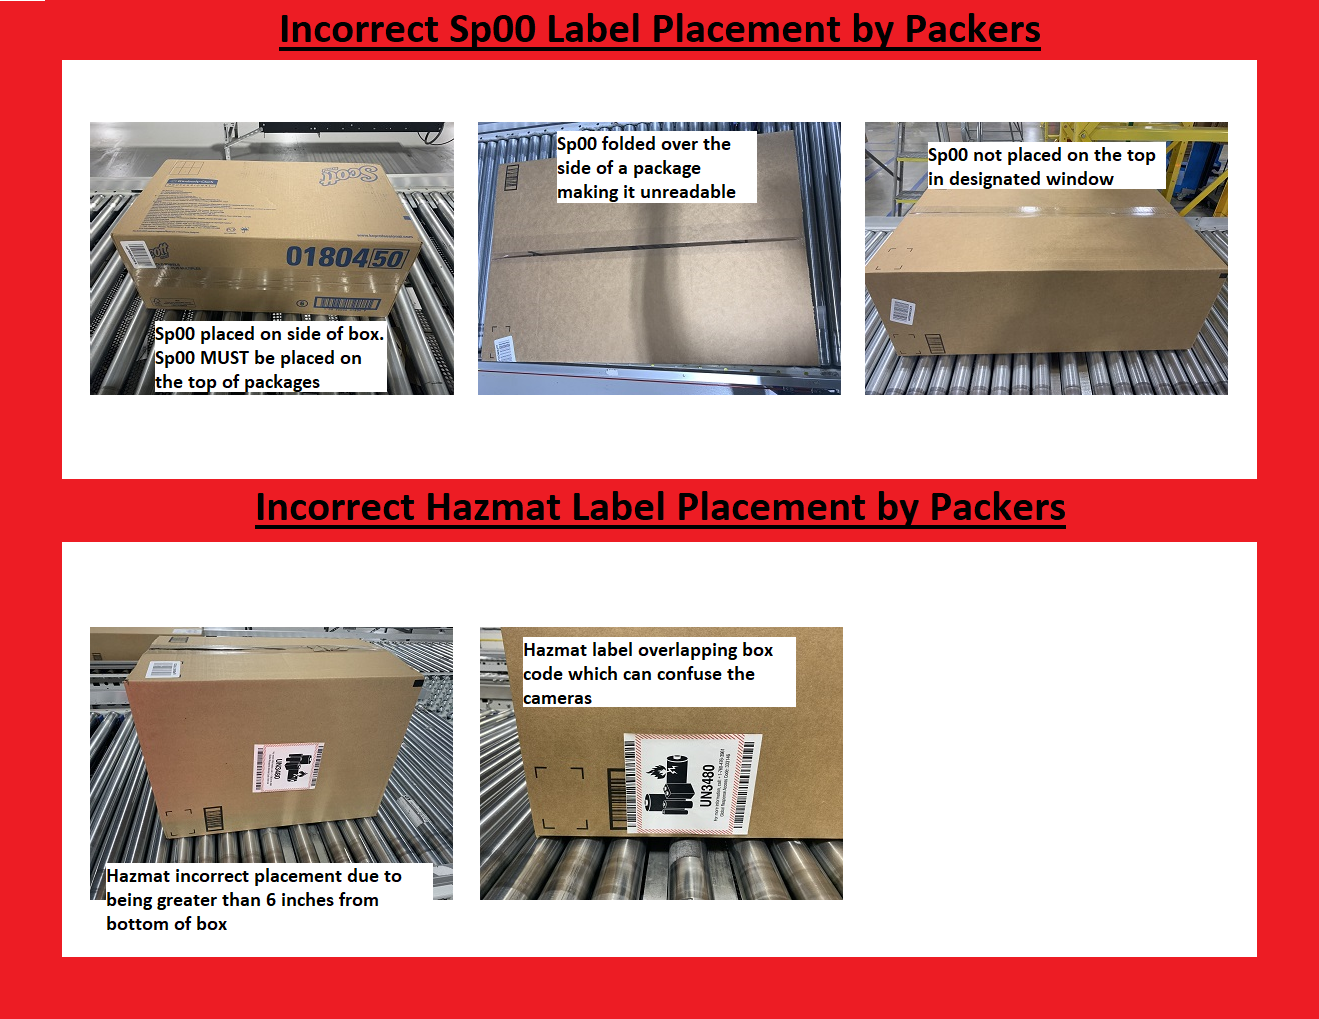 Incorrect Sp00 Label Placement by Packers
Scott
01804 50
Sp00 placed on side of box.
Sp00 MUST be placed on
the top of packages
Sp00 folded over the
side of a package
making it unreadable
Sp00 not placed on the top
in designated window
Incorrect Hazmat Label Placement by Packers
UN3480
Hazmat incorrect placement due to
being greater than 6 inches from
bottom of box
Hazmat label overlapping box
code which can confuse the
cameras
UN3480